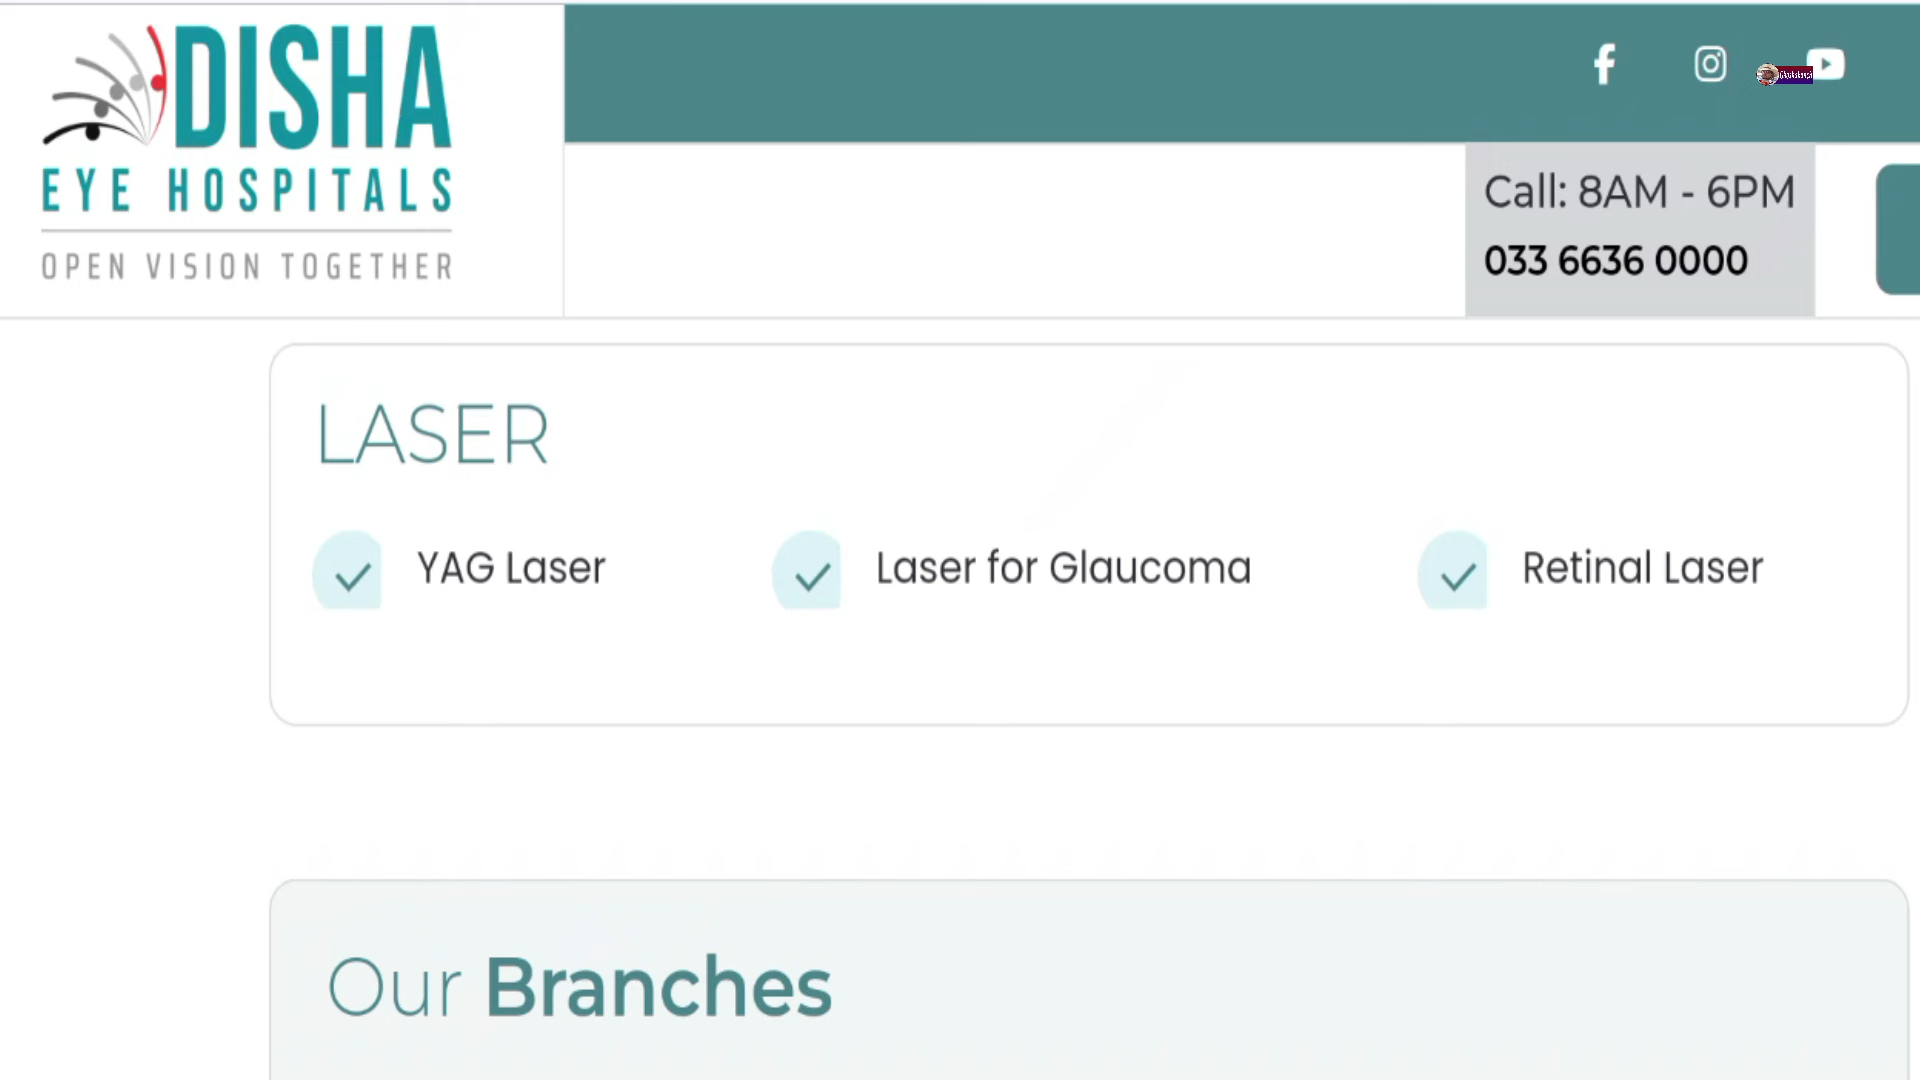 DISHA
EYE HOSPITALS
OPEN VISION TOGETHER
Call: 8AM - 6PM
033 6636 0000
LASER
YAG Laser
Laser for Glaucoma
Retinal Laser
Our Branches